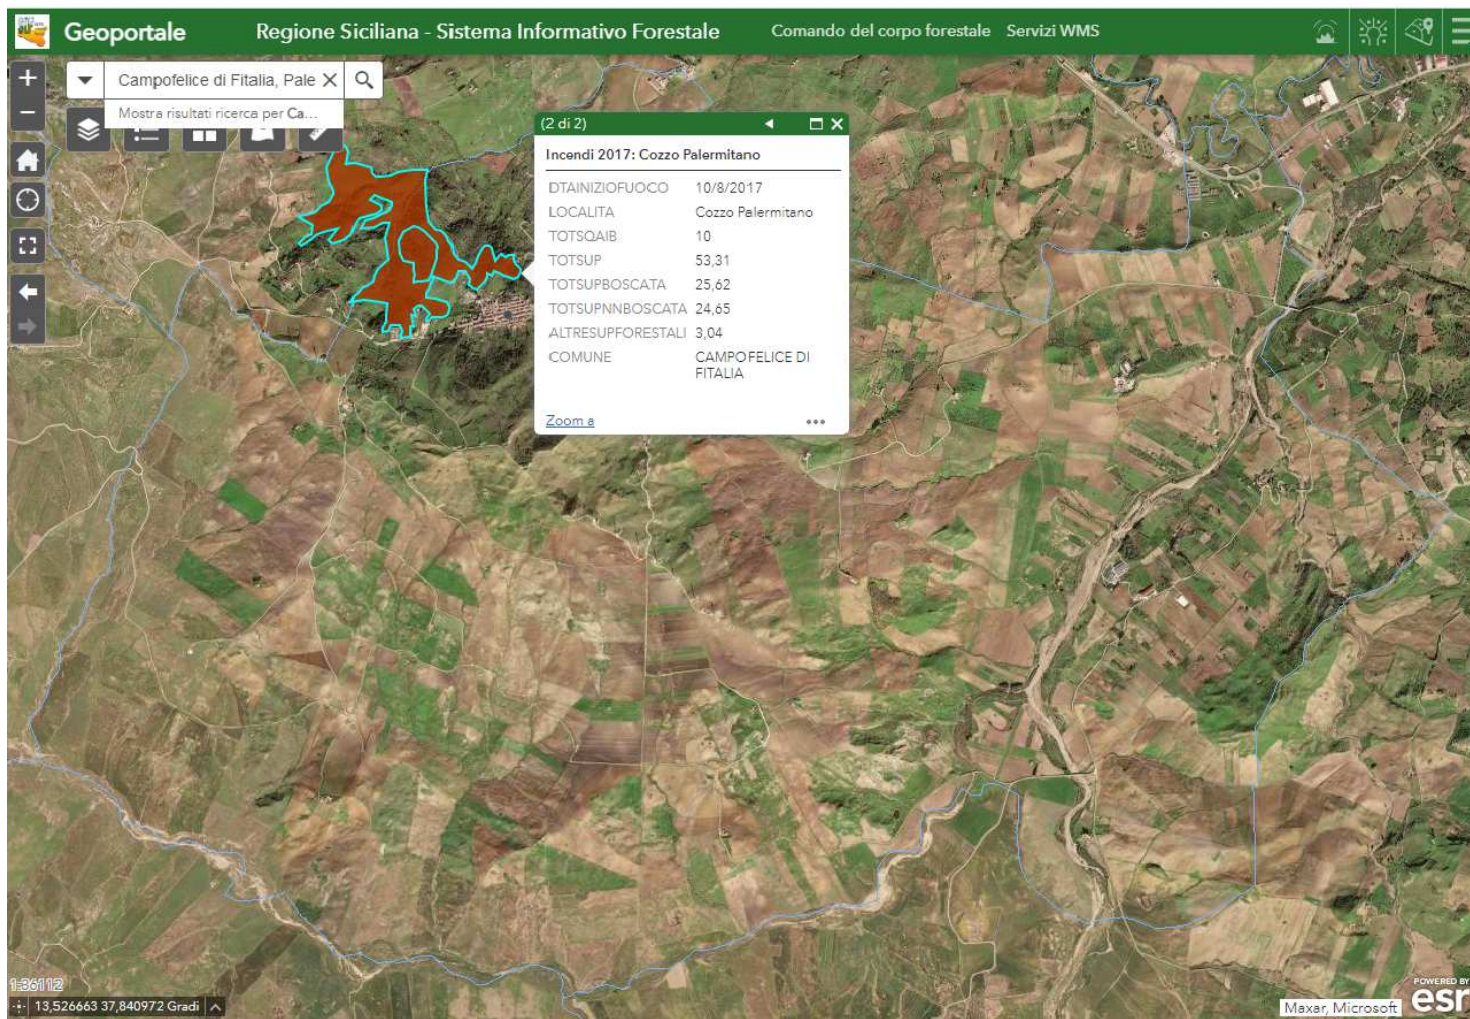 Geoportale
Regione Siciliana - Sistema Informativo Forestale
Comando del corpo forestale
Servizi WMS
+
Campofelice di Fitalia, Pale
−
Mostra risultati ricerca per Ca...
(2 di 2)
Incendi 2017: Cozzo Palermitano
DTAINIZIOFUOCO 10/8/2017
LOCALITA Cozzo Palermitano
TOTSQAIB 10
TOTSUP 53,31
TOTSUPBOSCATA 25,62
TOTSUPNNBOSCATA 24,65
ALTRESUPFORESTALI 3,04
COMUNE CAMPOFELICE DI
FITALIA
Zoom a
1:36112
13,526663 37,840972 Gradi
Maxar, Microsoft
POWERED BY
esri